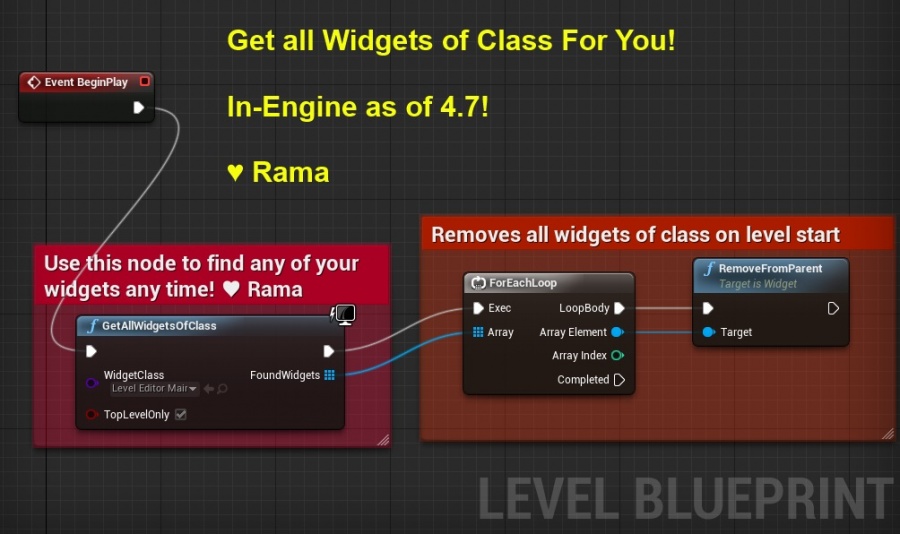 Get all Widgets of Class For You!
In-Engine as of 4.7!
♥ Rama
Event BeginPlay
Use this node to find any of your
widgets any time! ♥ Rama
GetAllWidgetsOfClass
WidgetClass
Level Editor Mair
FoundWidgets
TopLevelOnly
Removes all widgets of class on level start
ForEachLoop
Exec
LoopBody
Array
Array Element
Array Index
Completed
RemoveFromParent
Target is Widget
Target
LEVEL BLUEPRINT